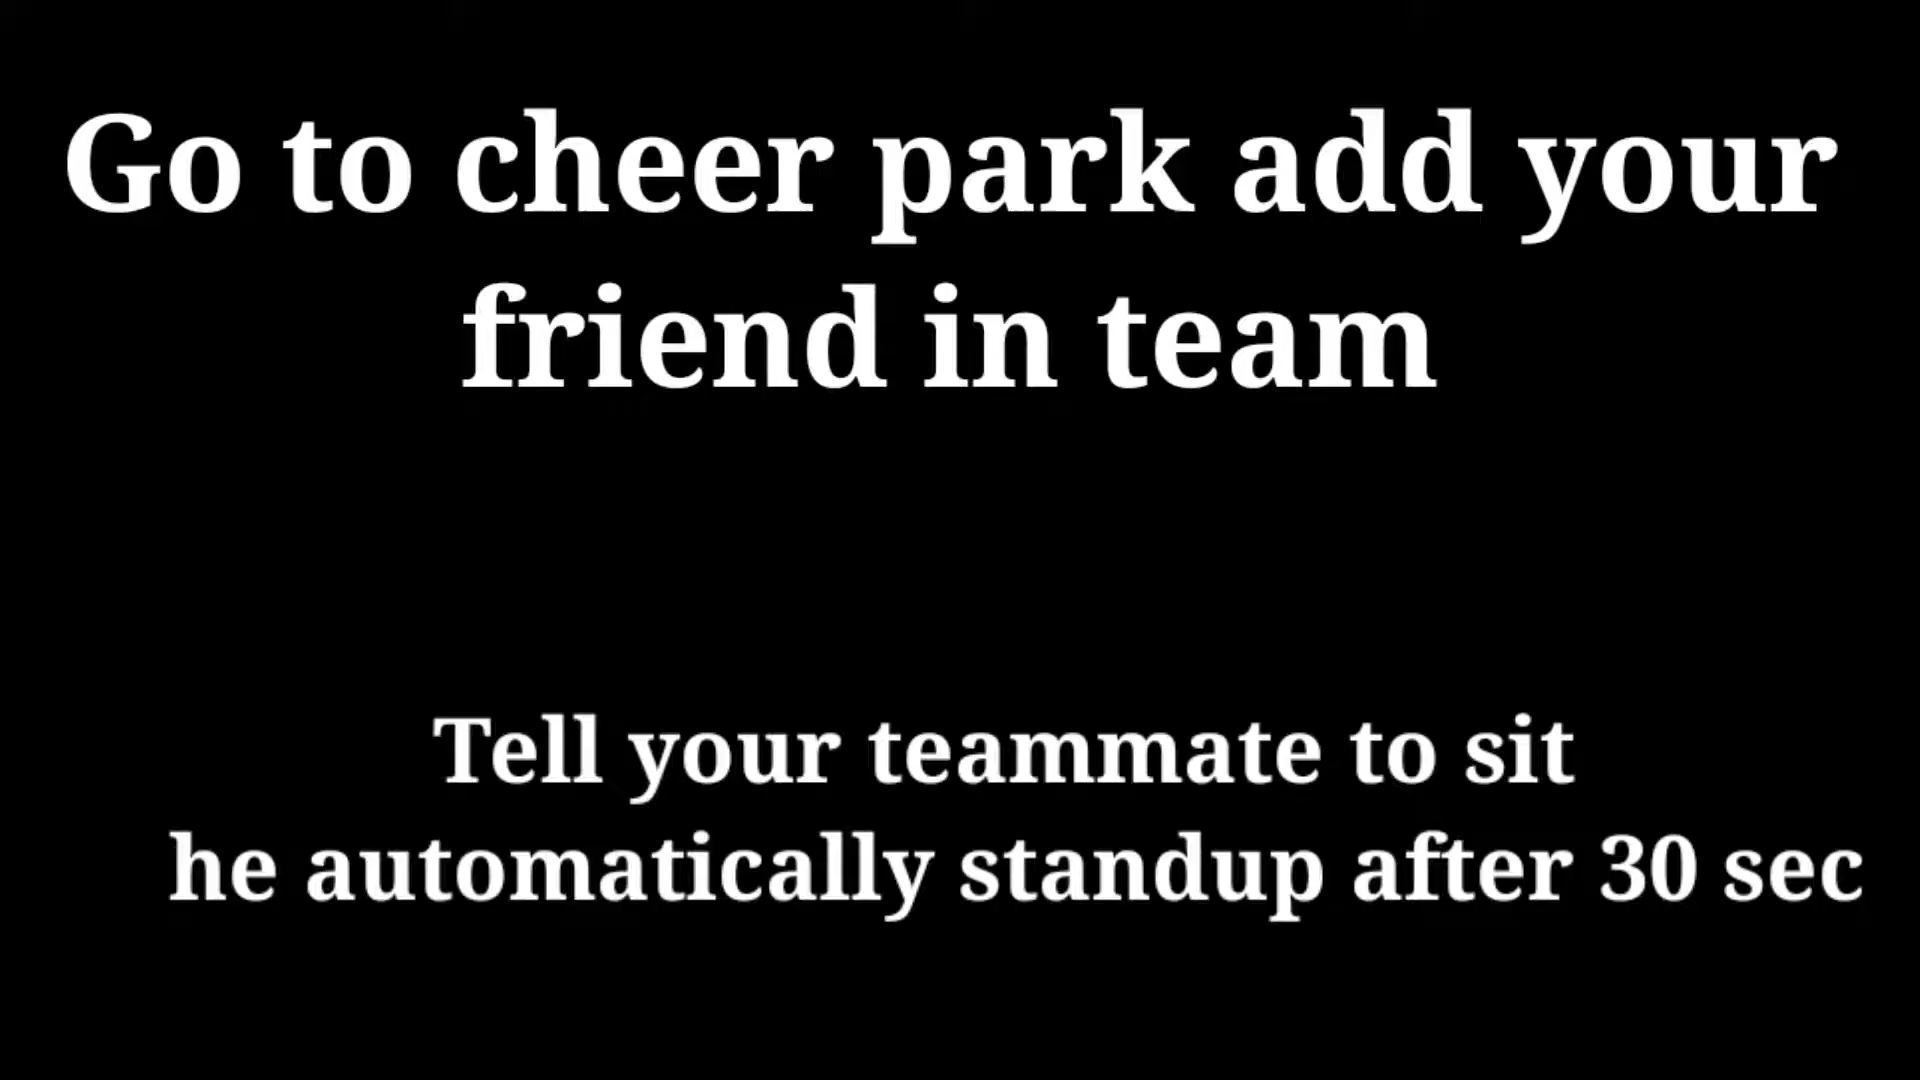 Go to cheer park add your
friend in team
Tell your teammate to sit
he automatically standup after 30 sec